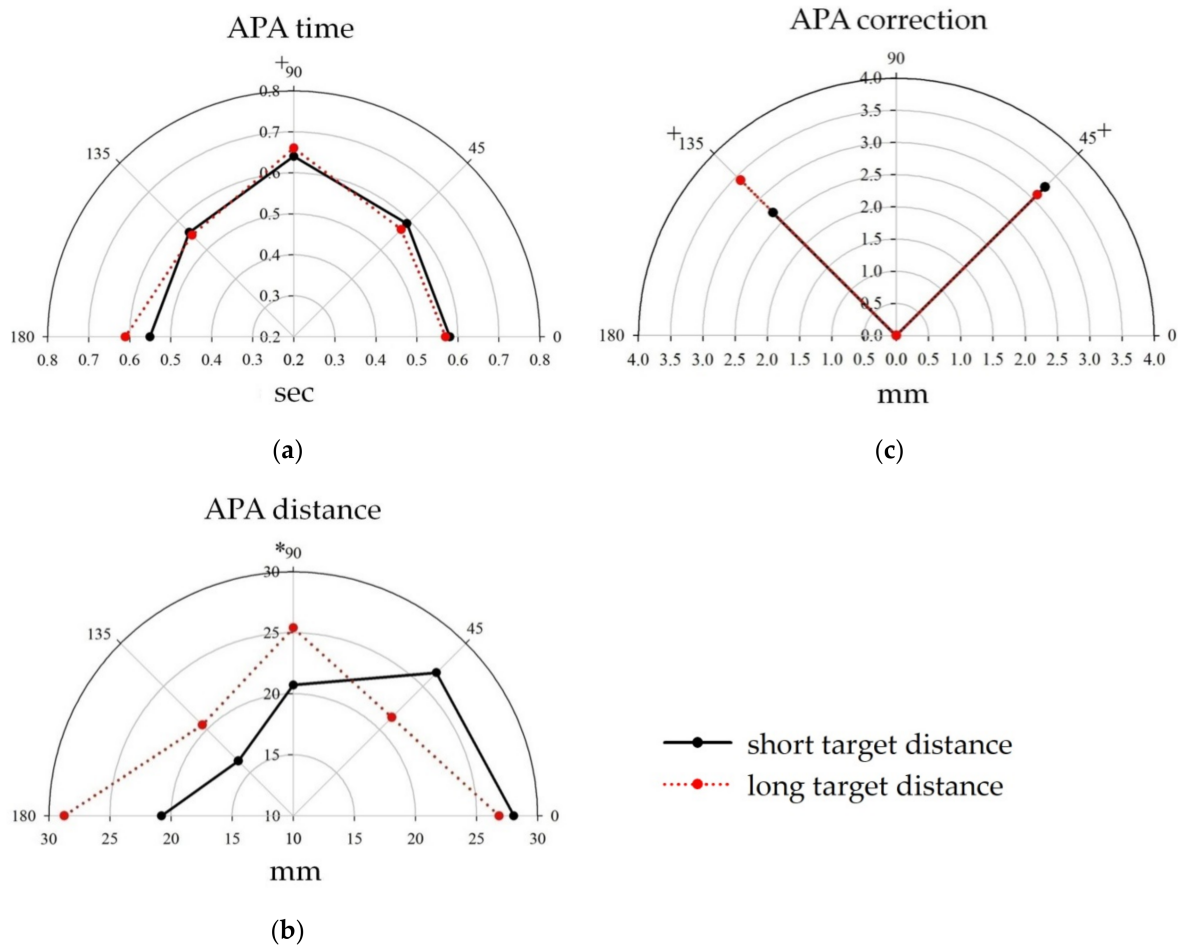 APA time
+90
0.8
135
0.7
45
0.6
0.5
0.4
0.3
180
0.2
0
0.8 0.7 0.6 0.5 0.4 0.3 0.2 0.3 0.4 0.5 0.6 0.7 0.8
sec
(a)
APA correction
90
4.0
+135
3.5
45+
3.0
2.5
2.0
1.5
1.0
0.5
180
0.0
0
4.0 3.5 3.0 2.5 2.0 1.5 1.0 0.5 0.0 0.5 1.0 1.5 2.0 2.5 3.0 3.5 4.0
mm
(c)
APA distance
*90
30
135
45
25
20
15
180
10
0
30 25 20 15 10 15 20 25 30
mm
(b)
short target distance
long target distance